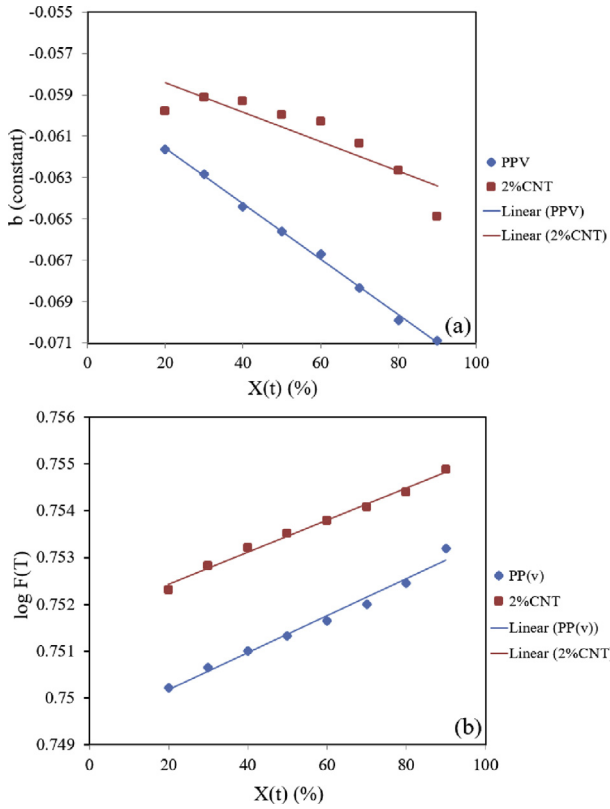 -0.055
-0.059
-0.061
-0.063
-0.065
-0.067
-0.069
-0.071
b (constant)
0
20
40
60
80
100
X(t) (%)
(a)
PPV
2%CNT
Linear (PPV)
Linear (2%CNT)
0.756
0.755
0.754
0.753
0.752
0.751
0.75
0.749
log F(T)
0
20
40
60
80
100
X(t) (%)
(b)
PP(v)
2%CNT
Linear (PP(v))
Linear (2%CNT